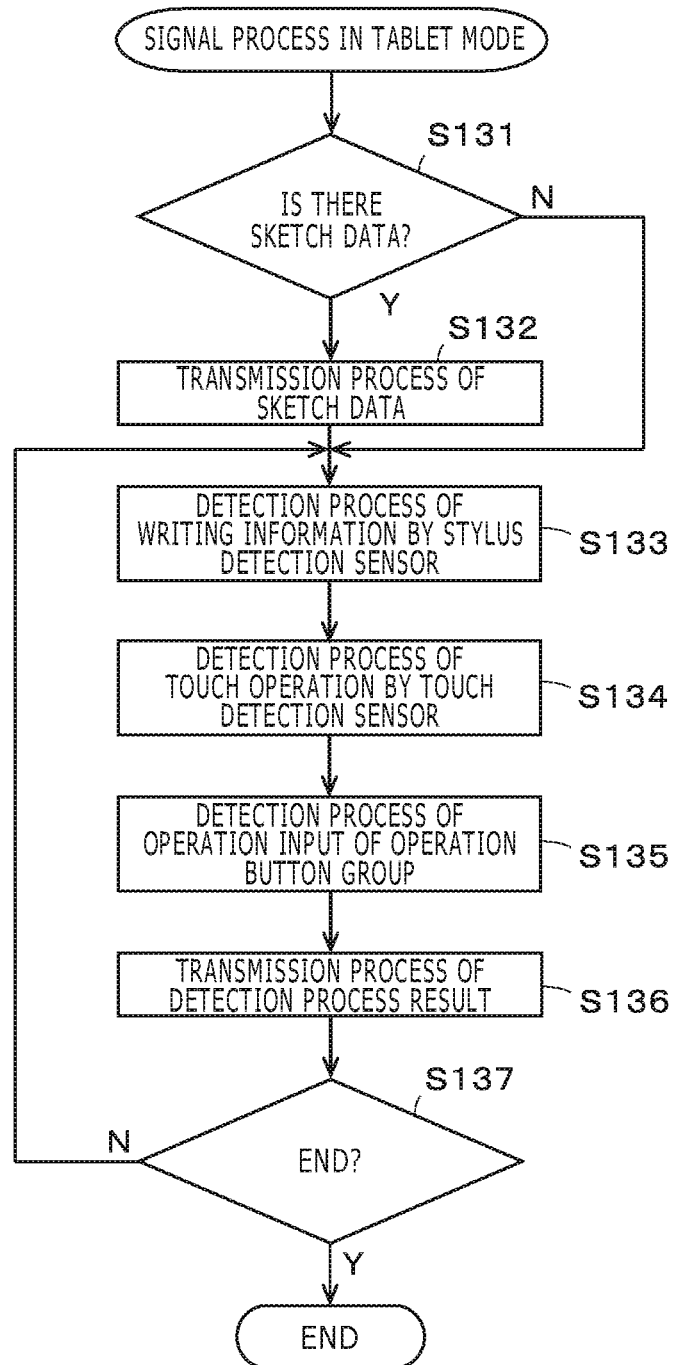 SIGNAL PROCESS IN TABLET MODE
S131
IS THERE
SKETCH DATA?
N
Y
S132
TRANSMISSION PROCESS OF
SKETCH DATA
DETECTION PROCESS OF
WRITING INFORMATION BY STYLUS
DETECTION SENSOR
S133
DETECTION PROCESS OF
TOUCH OPERATION BY TOUCH
DETECTION SENSOR
S134
DETECTION PROCESS OF
OPERATION INPUT OF OPERATION
BUTTON GROUP
S135
TRANSMISSION PROCESS OF
DETECTION PROCESS RESULT
S136
S137
N
END?
Y
END